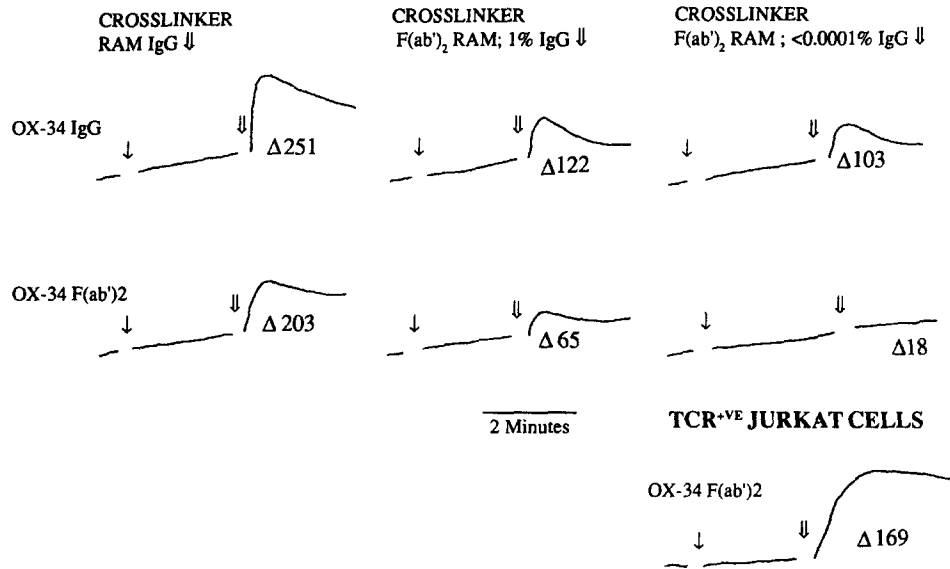 CROSSLINKER
RAM IgG ⇓
CROSSLINKER
F(ab')2 RAM; 1% IgG ⇓
CROSSLINKER
F(ab')2 RAM ; <0.0001% IgG ⇓
OX-34 IgG
↓
⇓
Δ251
↓
⇓
Δ122
↓
⇓
Δ103
OX-34 F(ab')2
↓
⇓
Δ 203
↓
⇓
Δ 65
↓
⇓
Δ18
2 Minutes
TCR+VE JURKAT CELLS
OX-34 F(ab')2
↓
⇓
Δ 169